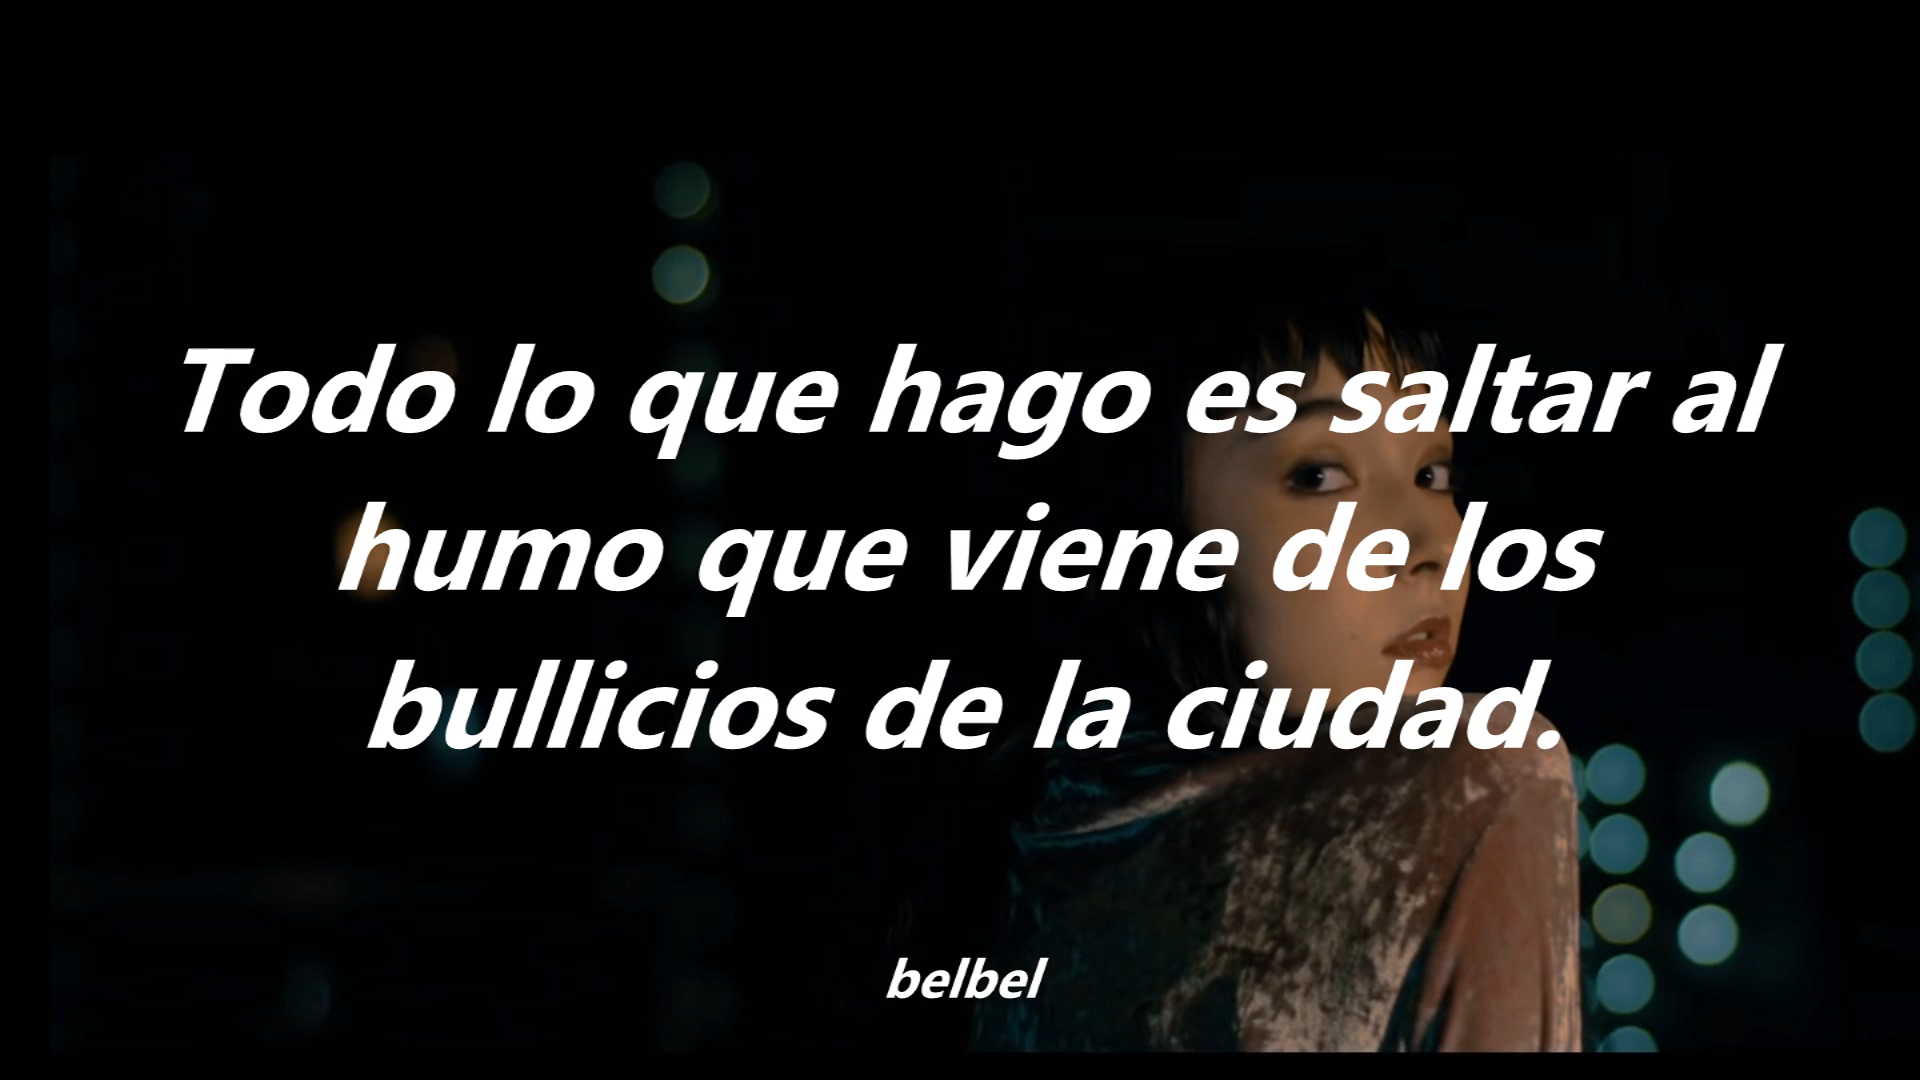 Todo lo que hago es saltar al
humo que viene de los
bullicios de la ciudad.
belbel